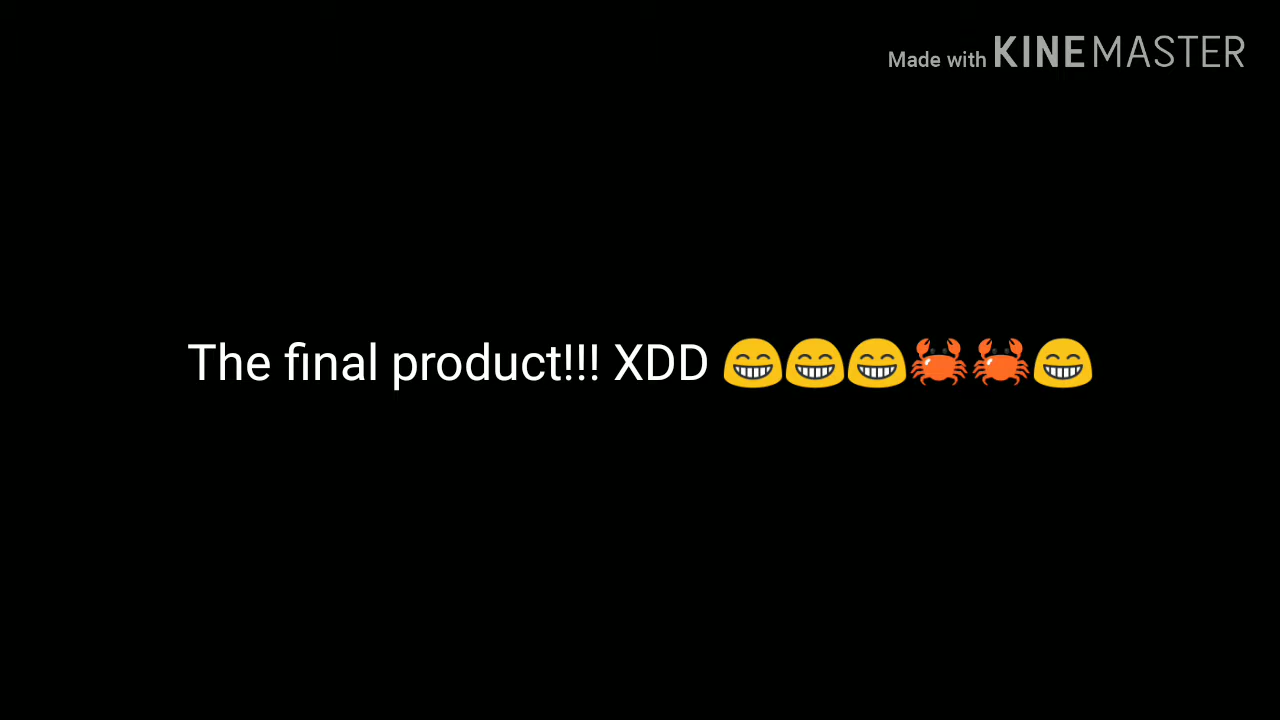 Made with KINEMASTER
The final product!!! XDD 😁😁😁🦀🦀😁